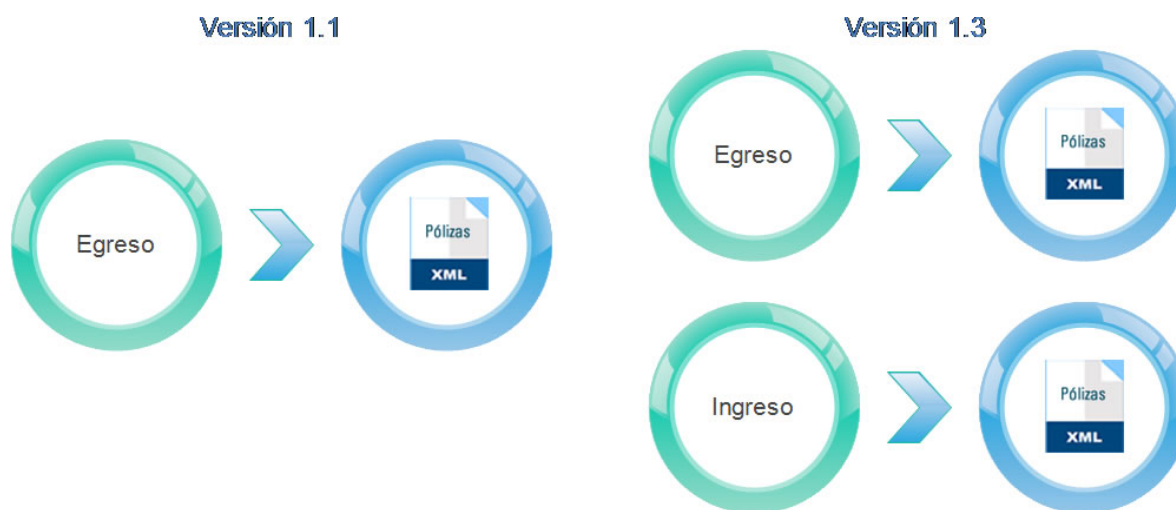 Versión 1.1
Egreso
Pólizas
XML
Versión 1.3
Egreso
Pólizas
XML
Ingreso
Pólizas
XML